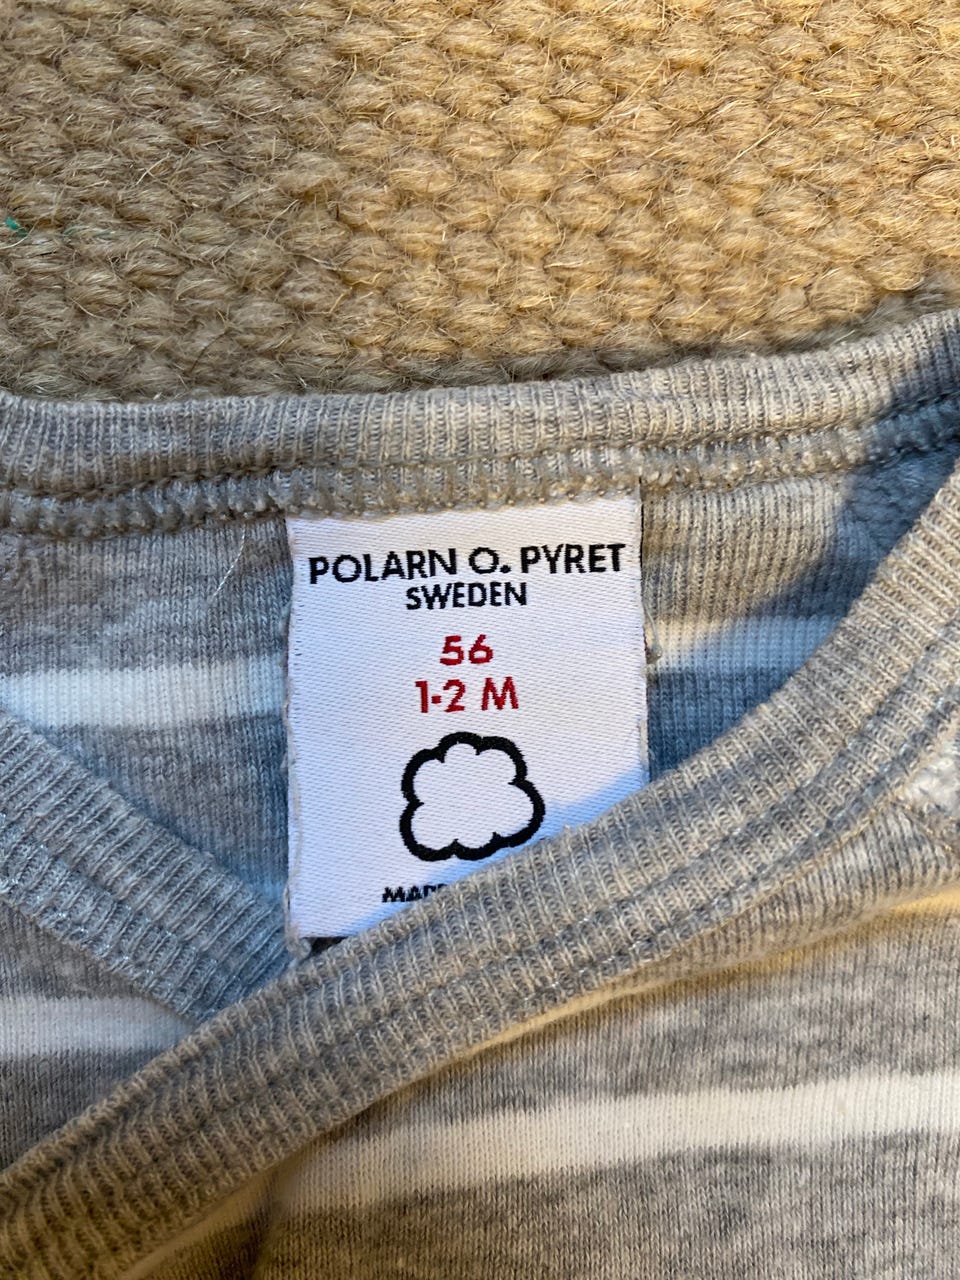 POLARN O. PYRET
SWEDEN
56
1-2 M